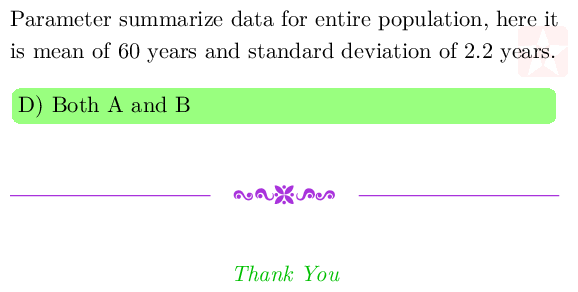 Parameter summarize data for entire population, here it
is mean of 60 years and standard deviation of 2.2 years.
D) Both A and B
Thank You